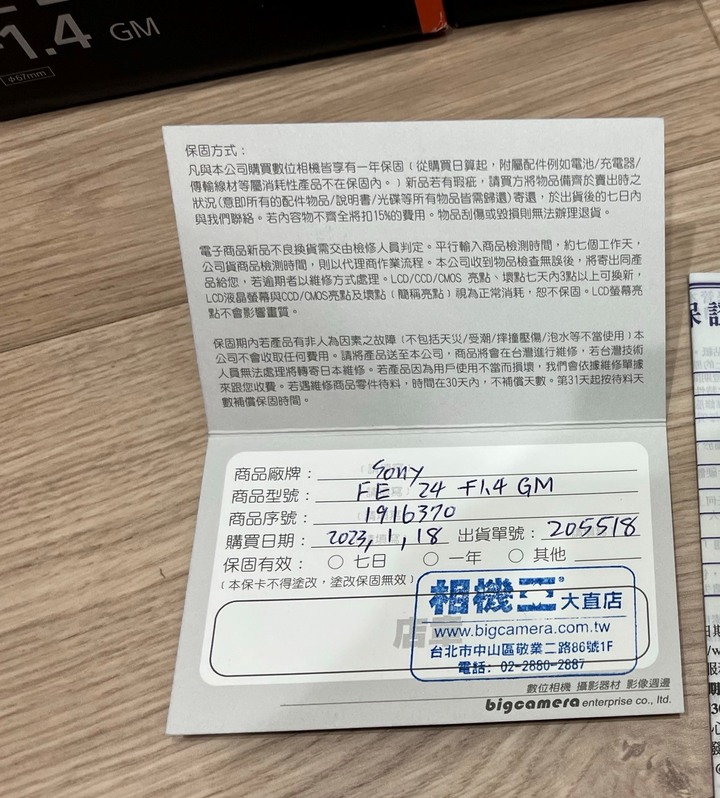 F1.4 GM
Φ67mm
保固方式：
凡與本公司購買數位相機皆享有一年保固（從購買日算起，附屬配件例如電池/充電器/
傳輸線材等屬消耗性產品不在保固內。）新品若有瑕疵，請買方將物品備齊於賣出時之
狀況(意即所有的配件物品/說明書/光碟等所有物品皆需歸還)寄還，於出貨後的七日內
與我們聯絡。若內容物不齊全將扣15%的費用。物品刮傷或毀損則無法辦理退貨。
電子商品新品不良換貨需交由檢修人員判定。平行輸入商品檢測時間，約七個工作天，
公司貨商品檢測時間，則以代理商作業流程。本公司收到物品檢查無誤後，將寄出同產
品給您，若逾期者以維修方式處理。LCD/CCD/CMOS 亮點、壞點七天內3點以上可換新，
LCD液晶螢幕與CCD/CMOS亮點及壞點（簡稱亮點）視為正常消耗，恕不保固。LCD螢幕亮
點不會影響畫質。
保固期內若產品有非人為因素之故障（不包括天災/受潮/摔撞壓傷/泡水等不當使用）本
公司不會收取任何費用。請將產品送至本公司，商品將會在台灣進行維修，若台灣技術
人員無法處理將轉寄日本維修。若產品因為用戶使用不當而損壞，我們會依據維修單據
來跟您收費。若遇維修商品零件待料，時間在30天內，不補償天數。第31天起按待料天
數補償保固時間。
商品廠牌：Sony
商品型號：FE 24 F1.4 GM
商品序號：1916370
購買日期：2023,1,18 出貨單號：205518
保固有效：○ 七日 ○ 一年 ○ 其他
（本保卡不得塗改，塗改保固無效）
相機王® 大直店
www.bigcamera.com.tw
台北市中山區敬業二路86號1F
電話：02-2880-2887
數位相機 攝影器材 影像週邊
bigcamera enterprise co., ltd.